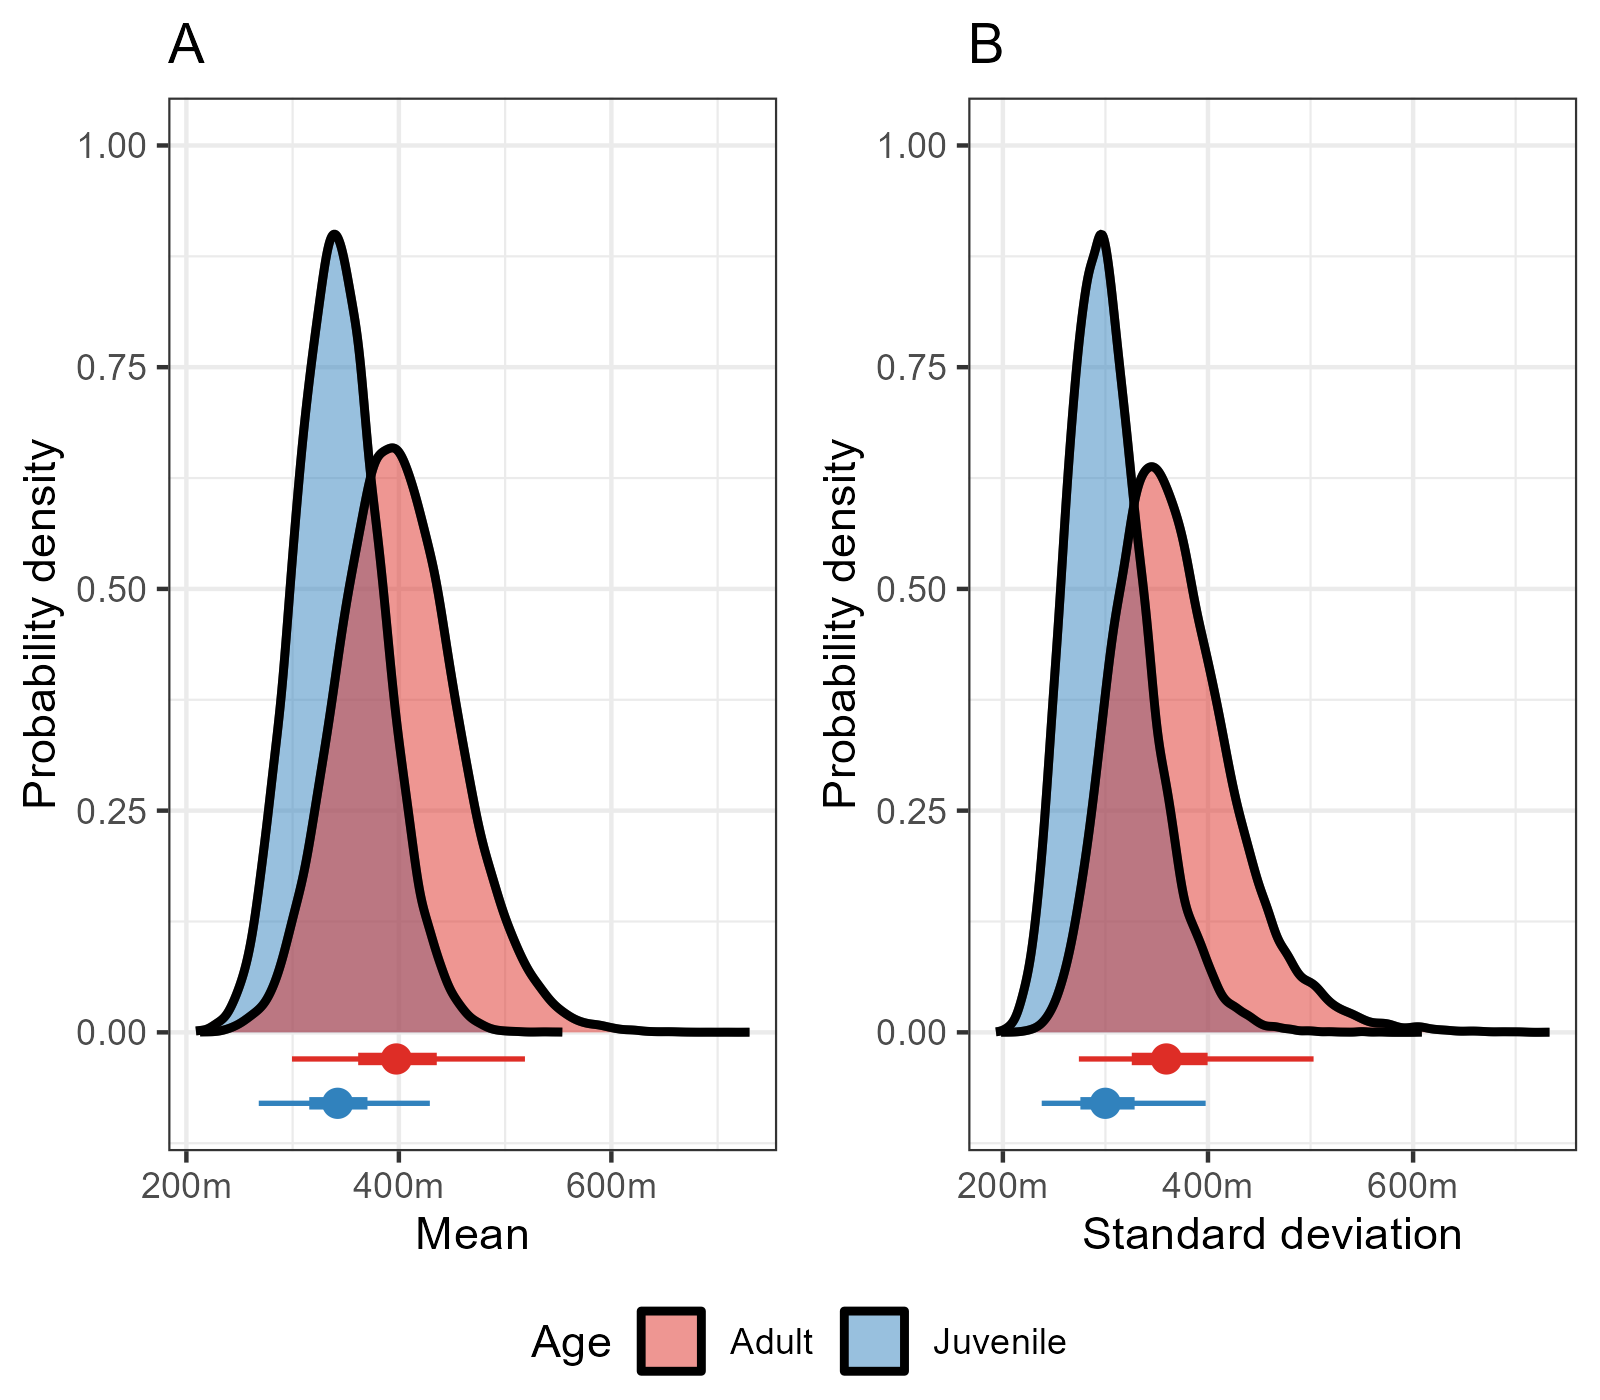 A
Probability density
1.00
0.75
0.50
0.25
0.00
200m 400m 600m
Mean
B
Probability density
1.00
0.75
0.50
0.25
0.00
200m 400m 600m
Standard deviation
Age Adult Juvenile